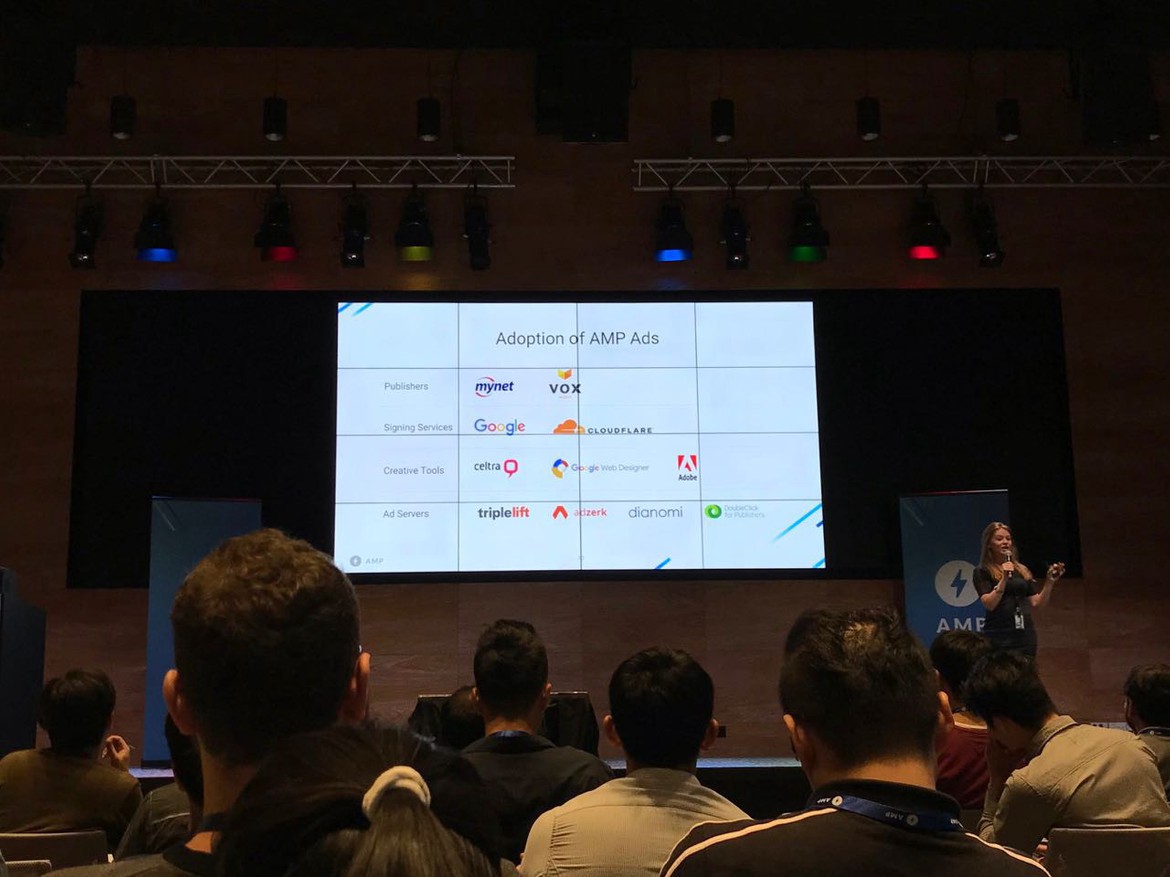 Adoption of AMP Ads
Publishers mynet VOX
Signing Services Google CLOUDFLARE
Creative Tools celtra Google Web Designer Adobe
Ad Servers triplelift adzerk dianomi DoubleClick for Publishers
AMP
AMP
AMP